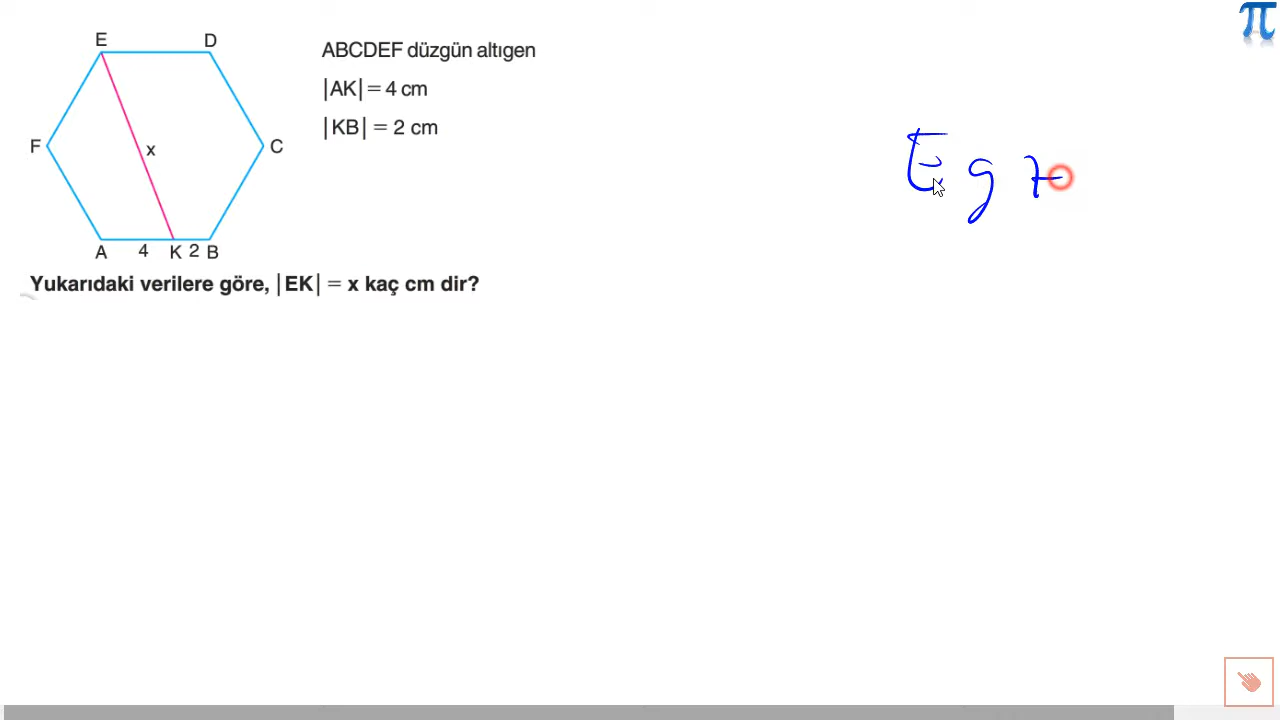 E D
ABCDEF düzgün altıgen
|AK| = 4 cm
|KB| = 2 cm
F x C
A 4 K 2 B
Yukarıdaki verilere göre, |EK| = x kaç cm dir?
π